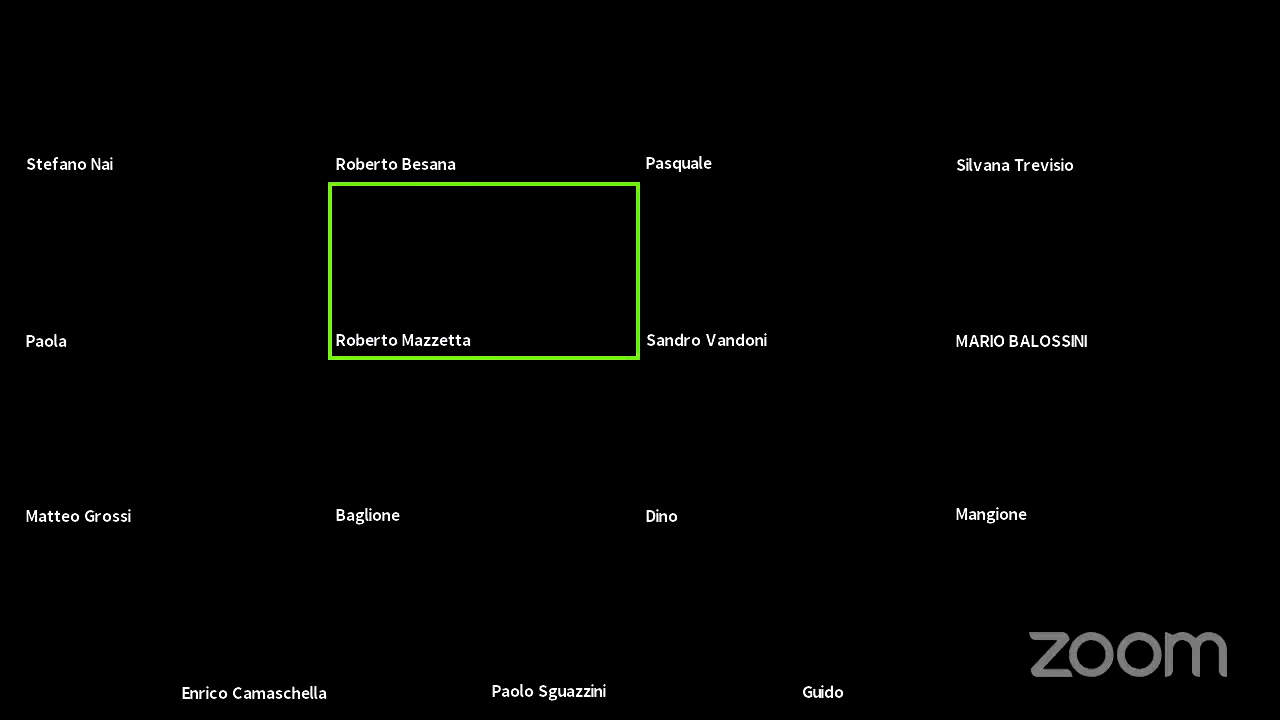 Stefano Nai
Roberto Besana
Pasquale
Silvana Trevisio
Paola
Roberto Mazzetta
Sandro Vandoni
MARIO BALOSSINI
Matteo Grossi
Baglione
Dino
Mangione
Enrico Camaschella
Paolo Sguazzini
Guido
zoom